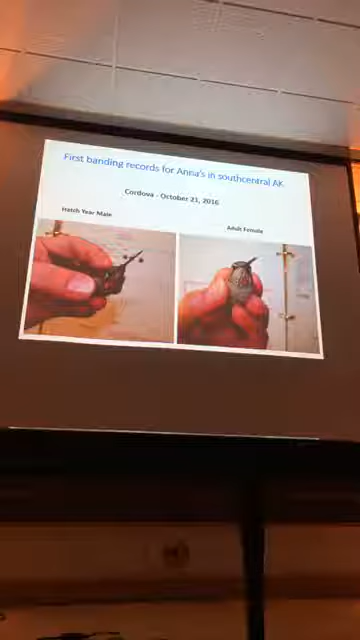 First banding records for Anna's in southcentral AK
Cordova - October 21, 2016
Hatch Year Male
Adult Female